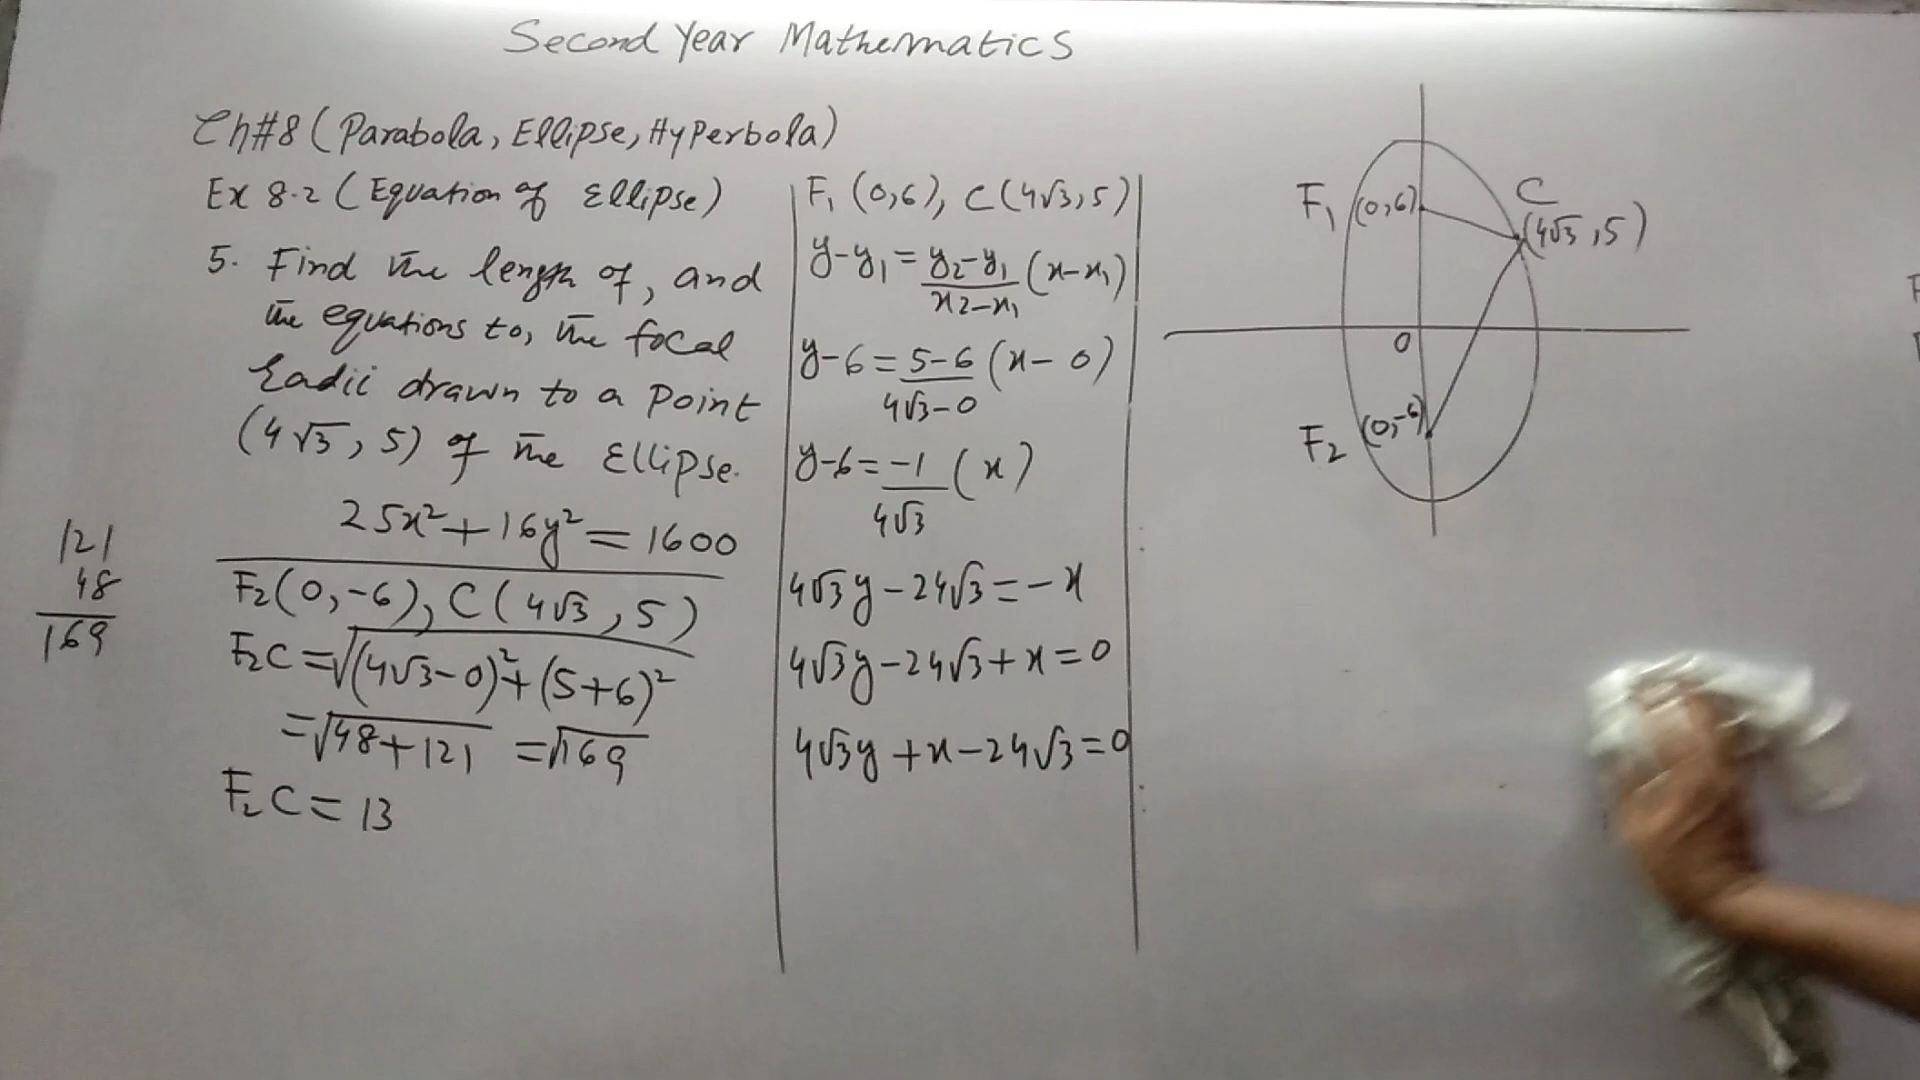 Second Year Mathematics
Ch#8 (Parabola, Ellipse, Hyperbola)
Ex 8.2 (Equation of Ellipse)
5. Find the length of, and
the equations to, the focal
radii drawn to a point
(4√3, 5) of the Ellipse.
25x² + 16y² = 1600
121
48
169
F₂(0,-6), C(4√3, 5)
F₂C = √((4√3-0)² + (5+6)²)
= √(48+121) = √169
F₂C = 13
F₁ (0,6), C(4√3, 5)
y-y₁ = (y₂-y₁)/(x₂-x₁) (x-x₁)
y-6 = (5-6)/(4√3-0) (x-0)
y-6 = -1/(4√3) (x)
4√3y - 24√3 = -x
4√3y - 24√3 + x = 0
4√3y + x - 24√3 = 0
F₁ (0,6)
C
(4√3, 5)
0
F₂ (0,-6)